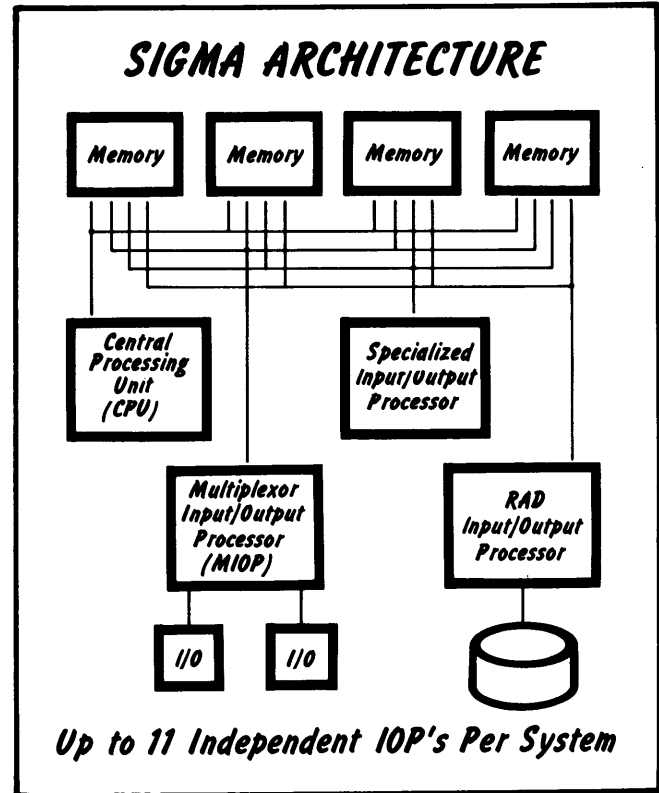 SIGMA ARCHITECTURE
Memory
Memory
Memory
Memory
Central
Processing
Unit
(CPU)
Specialized
Input/Output
Processor
Multiplexor
Input/Output
Processor
(MIOP)
RAD
Input/Output
Processor
I/O
I/O
Up to 11 Independent IOP's Per System